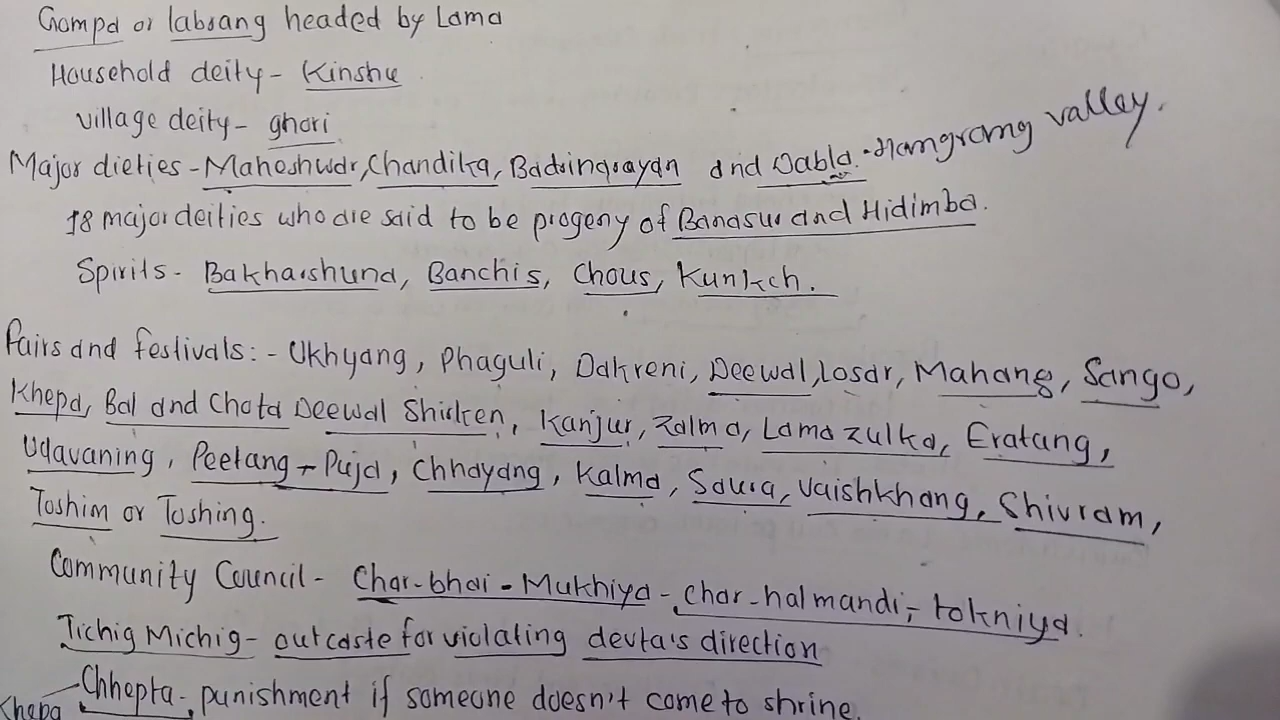 Gompa or labrang headed by Lama
Household deity - Kinshu
village deity - ghori
Major dieties - Maheshwar, Chandika, Badrinarayan and Dabla. - Hangrang valley.
18 major deities who are said to be progeny of Banasur and Hidimba.
Spirits - Bakharshund, Banchis, Chous, Kunkch.
Fairs and festivals: - Ukhyang, Phaguli, Dakreni, Deewal, Losar, Mahang, Sango,
Khepa, Bal and Chota Deewal Shirken, Kanjur, Zalma, Lama zulka, Eratang,
Udavaning, Peetang - Puja, Chhayang, Kalma, Saura, Vaishkhang, Shivram,
Toshim or Toshing.
Community Council - Char-bhai - Mukhiya - char-halmandi, - tokniya.
Tichig Michig - outcaste for violating devta's direction
Khepa Chhepta - punishment if someone doesn't come to shrine.